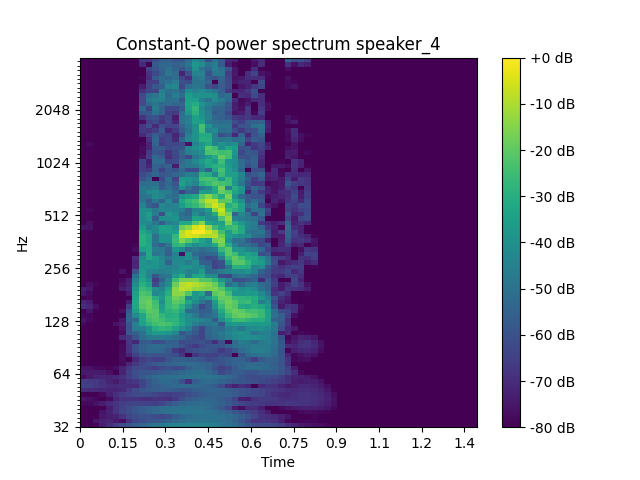 Constant-Q power spectrum speaker_4
Hz
2048
1024
512
256
128
64
32
0 0.15 0.3 0.45 0.6 0.75 0.9 1.1 1.2 1.4
Time
+0 dB
-10 dB
-20 dB
-30 dB
-40 dB
-50 dB
-60 dB
-70 dB
-80 dB